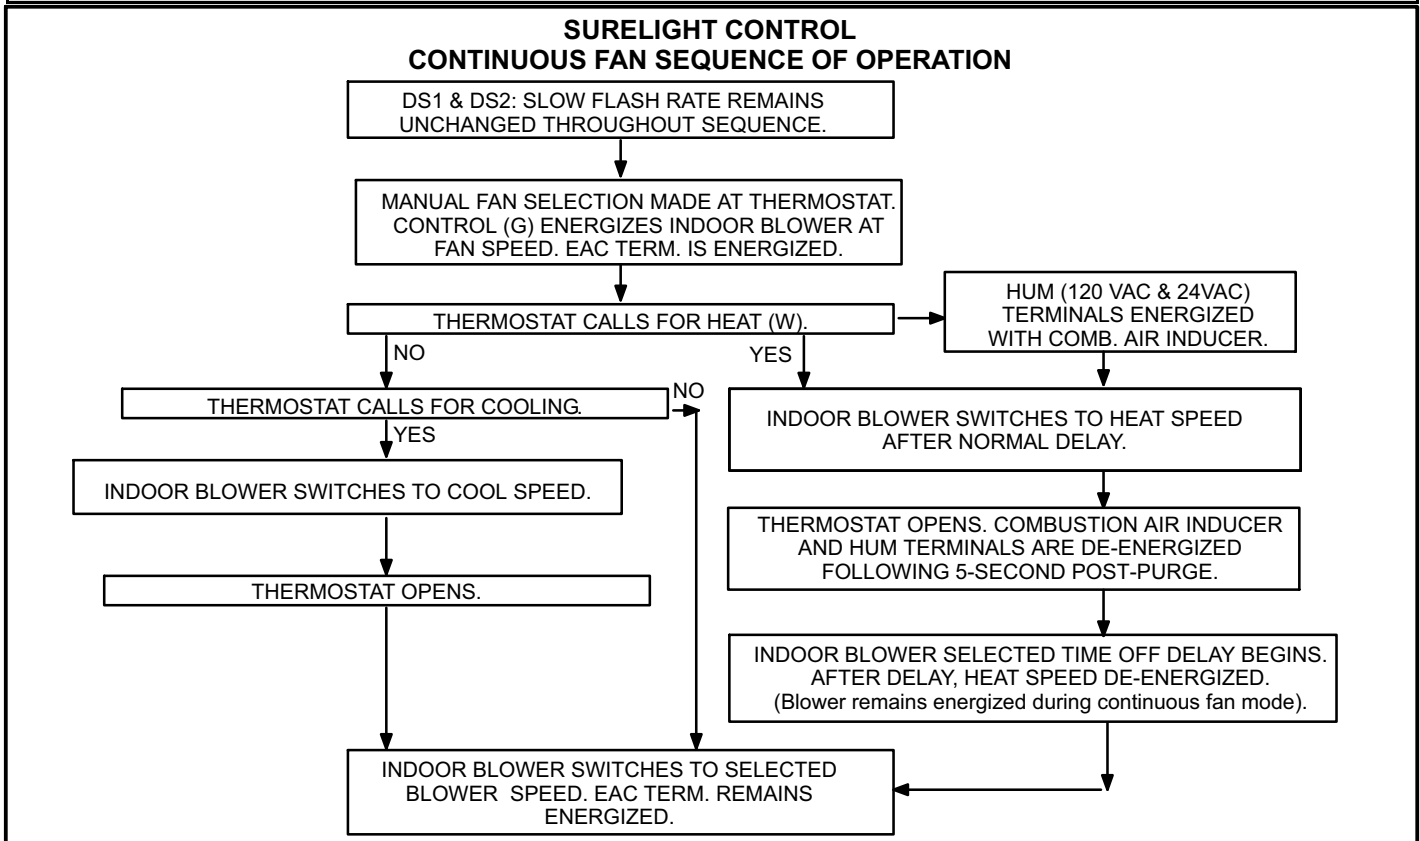 SURELIGHT CONTROL
CONTINUOUS FAN SEQUENCE OF OPERATION
DS1 & DS2: SLOW FLASH RATE REMAINS
UNCHANGED THROUGHOUT SEQUENCE.
MANUAL FAN SELECTION MADE AT THERMOSTAT.
CONTROL (G) ENERGIZES INDOOR BLOWER AT
FAN SPEED. EAC TERM. IS ENERGIZED.
THERMOSTAT CALLS FOR HEAT (W).
HUM (120 VAC & 24VAC)
TERMINALS ENERGIZED
WITH COMB. AIR INDUCER.
NO
YES
THERMOSTAT CALLS FOR COOLING.
NO
YES
INDOOR BLOWER SWITCHES TO HEAT SPEED
AFTER NORMAL DELAY.
INDOOR BLOWER SWITCHES TO COOL SPEED.
THERMOSTAT OPENS. COMBUSTION AIR INDUCER
AND HUM TERMINALS ARE DE-ENERGIZED
FOLLOWING 5-SECOND POST-PURGE.
THERMOSTAT OPENS.
INDOOR BLOWER SELECTED TIME OFF DELAY BEGINS.
AFTER DELAY, HEAT SPEED DE-ENERGIZED.
(Blower remains energized during continuous fan mode).
INDOOR BLOWER SWITCHES TO SELECTED
BLOWER SPEED. EAC TERM. REMAINS
ENERGIZED.